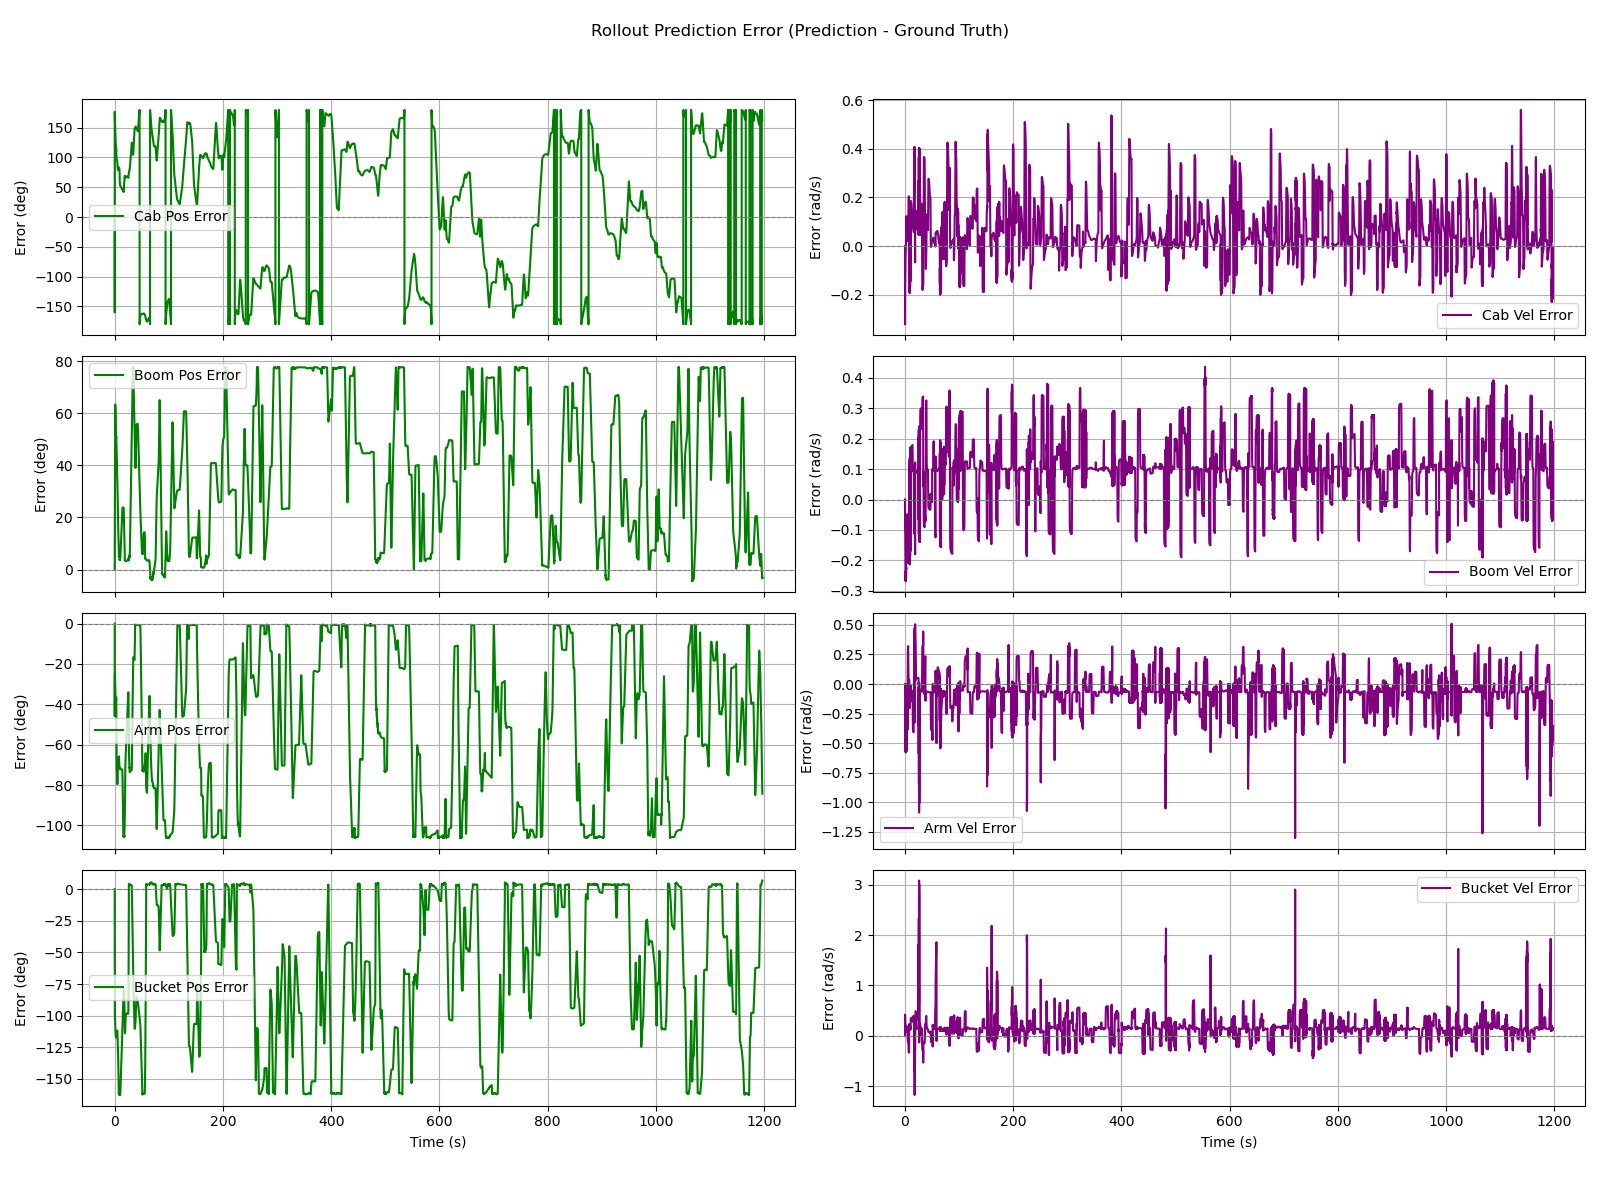 Rollout Prediction Error (Prediction - Ground Truth)
Error (deg)
150
100
50
0
−50
−100
−150
Cab Pos Error
Error (rad/s)
0.6
0.4
0.2
0.0
−0.2
Cab Vel Error
Error (deg)
80
60
40
20
0
Boom Pos Error
Error (rad/s)
0.4
0.3
0.2
0.1
0.0
−0.1
−0.2
−0.3
Boom Vel Error
Error (deg)
0
−20
−40
−60
−80
−100
Arm Pos Error
Error (rad/s)
0.50
0.25
0.00
−0.25
−0.50
−0.75
−1.00
−1.25
Arm Vel Error
Error (deg)
0
−25
−50
−75
−100
−125
−150
Bucket Pos Error
0 200 400 600 800 1000 1200
Time (s)
Error (rad/s)
3
2
1
0
−1
Bucket Vel Error
0 200 400 600 800 1000 1200
Time (s)